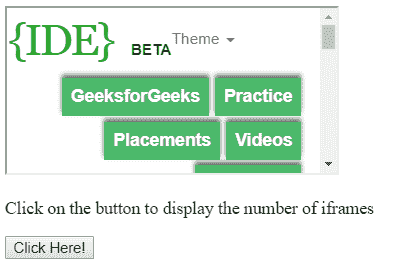 {IDE} BETA Theme
GeeksforGeeks Practice
Placements Videos
Click on the button to display the number of iframes
Click Here!